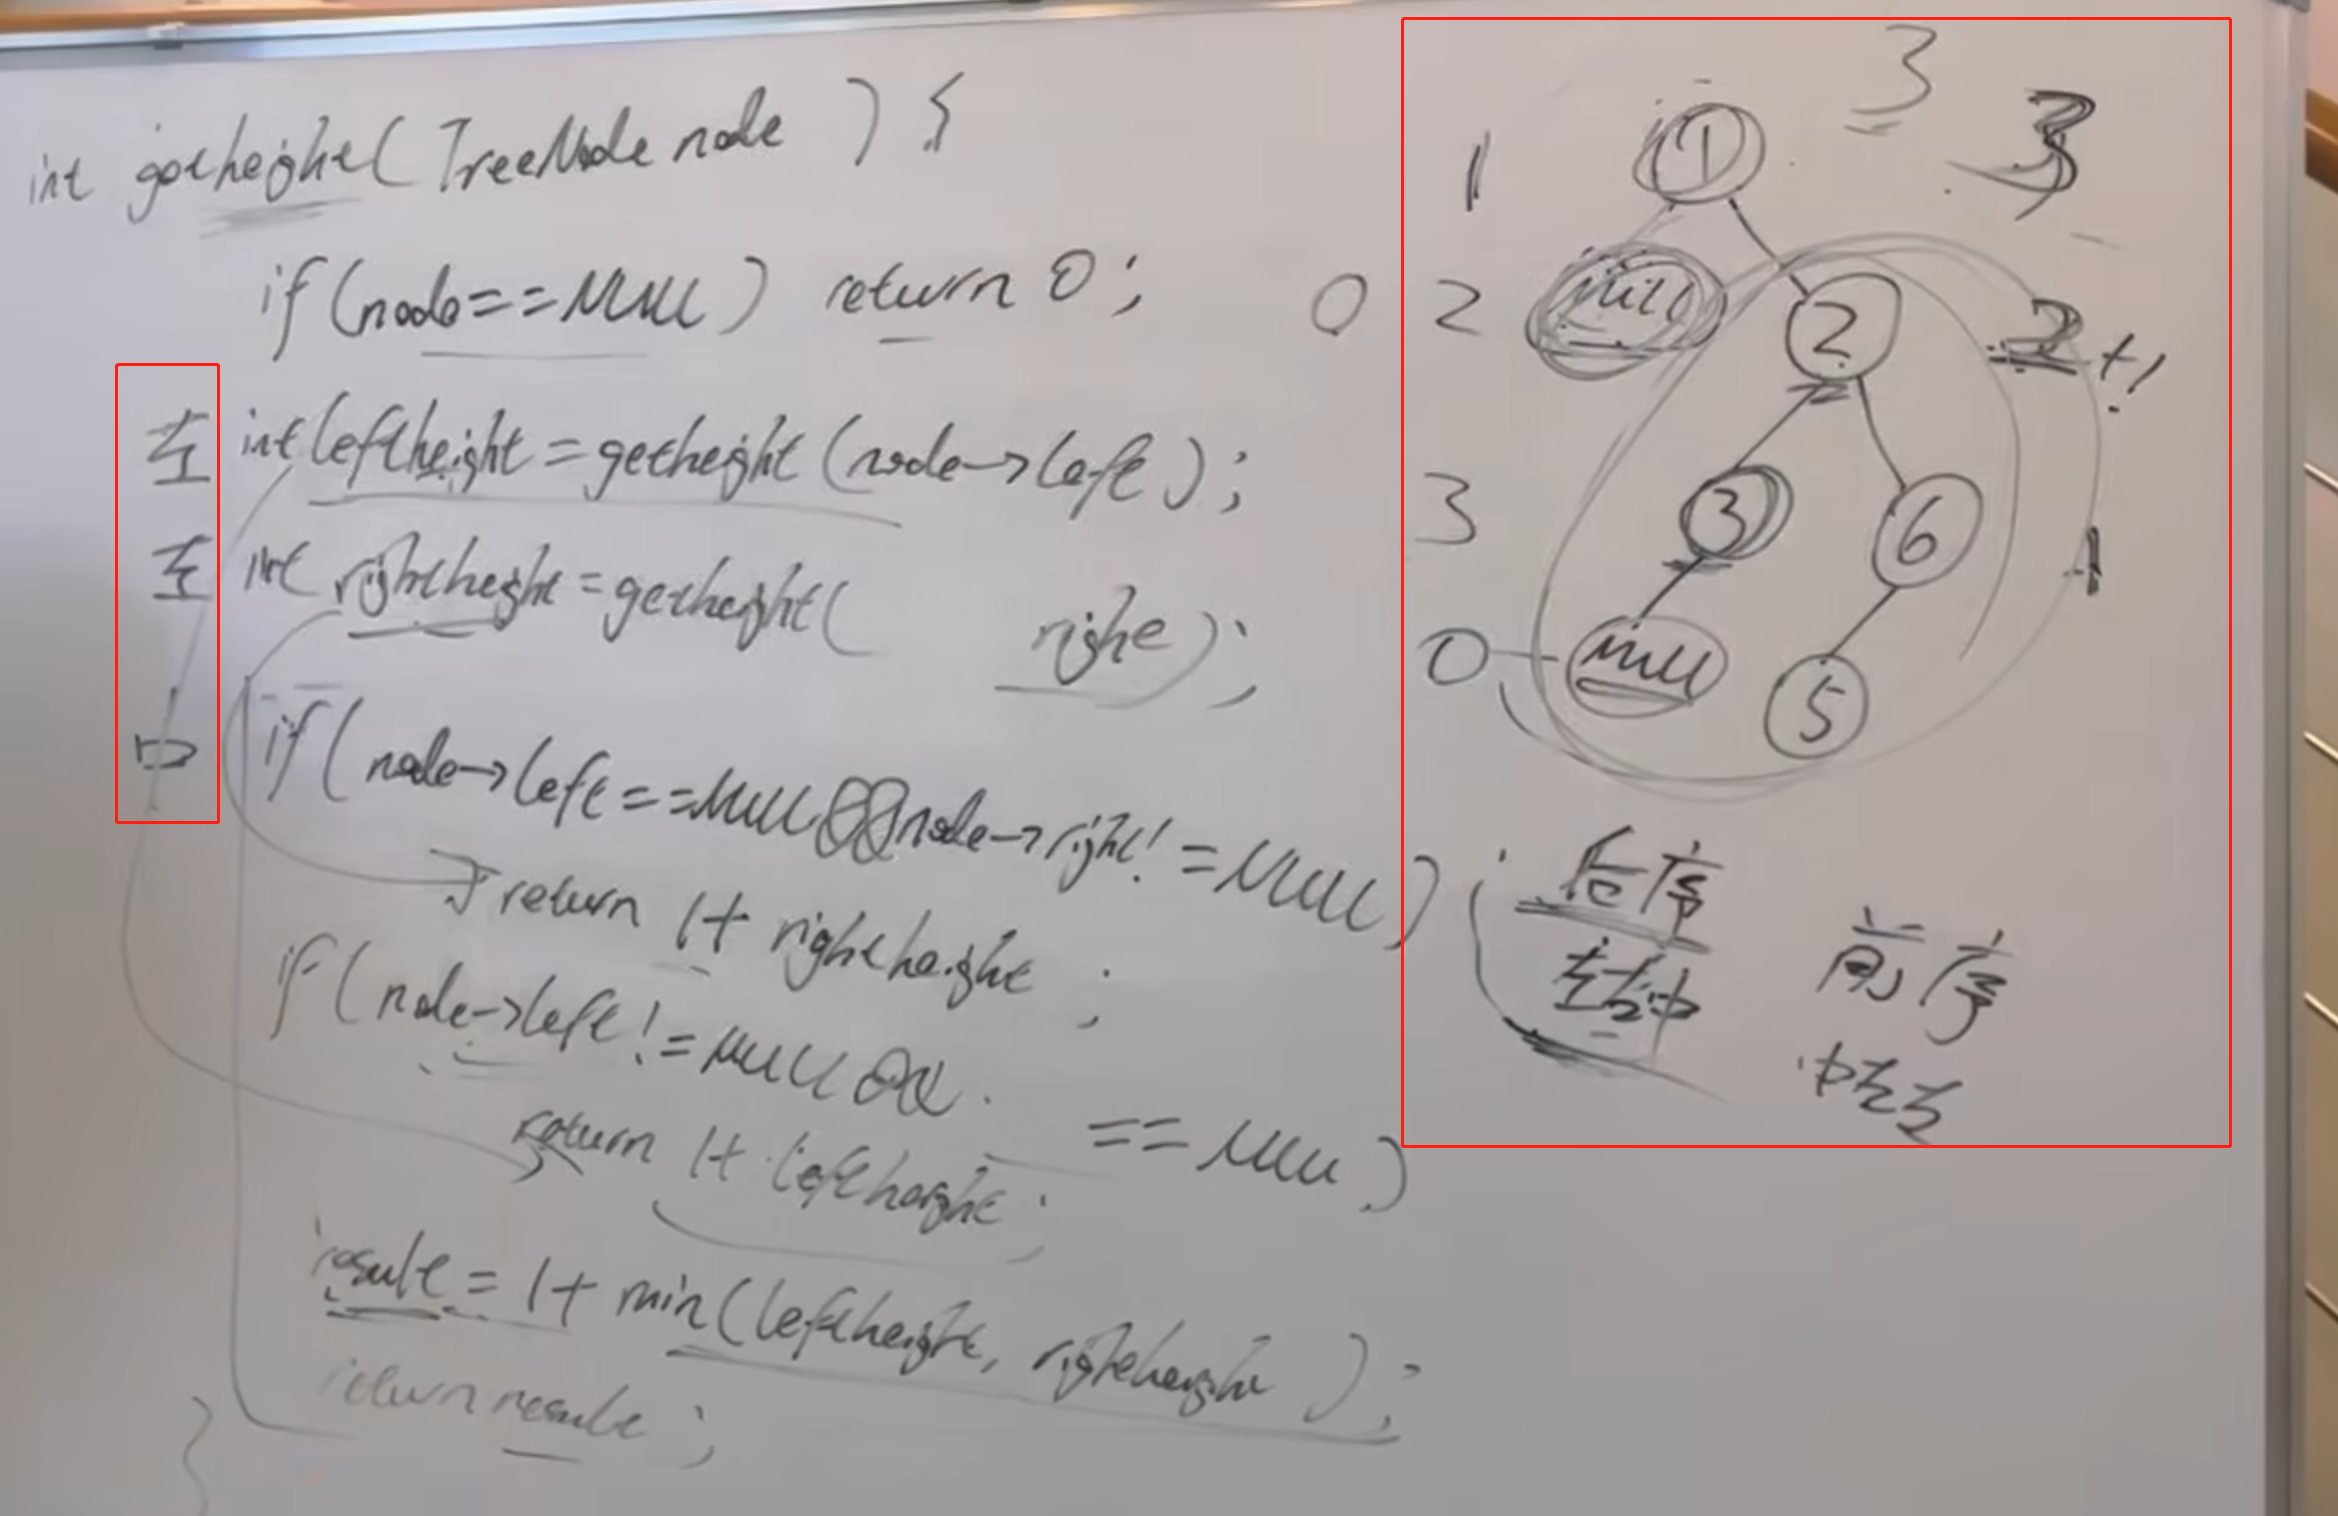 int getheight(TreeNode node) {
if(node==NULL) return 0;
左 int leftheight=getheight(node->left);
右 int rightheight=getheight( right);
中 if(node->left==NULL&&node->right!=NULL)
return 1+rightheight;
if(node->left!=NULL&&
==NULL)
return 1+leftheight;
result=1+min(leftheight, rightheight);
return result;
}
3
1 1 3
0 2 null 2 2+1
3 3 6 1
0 null 5
后序 前序
左右中 中左右